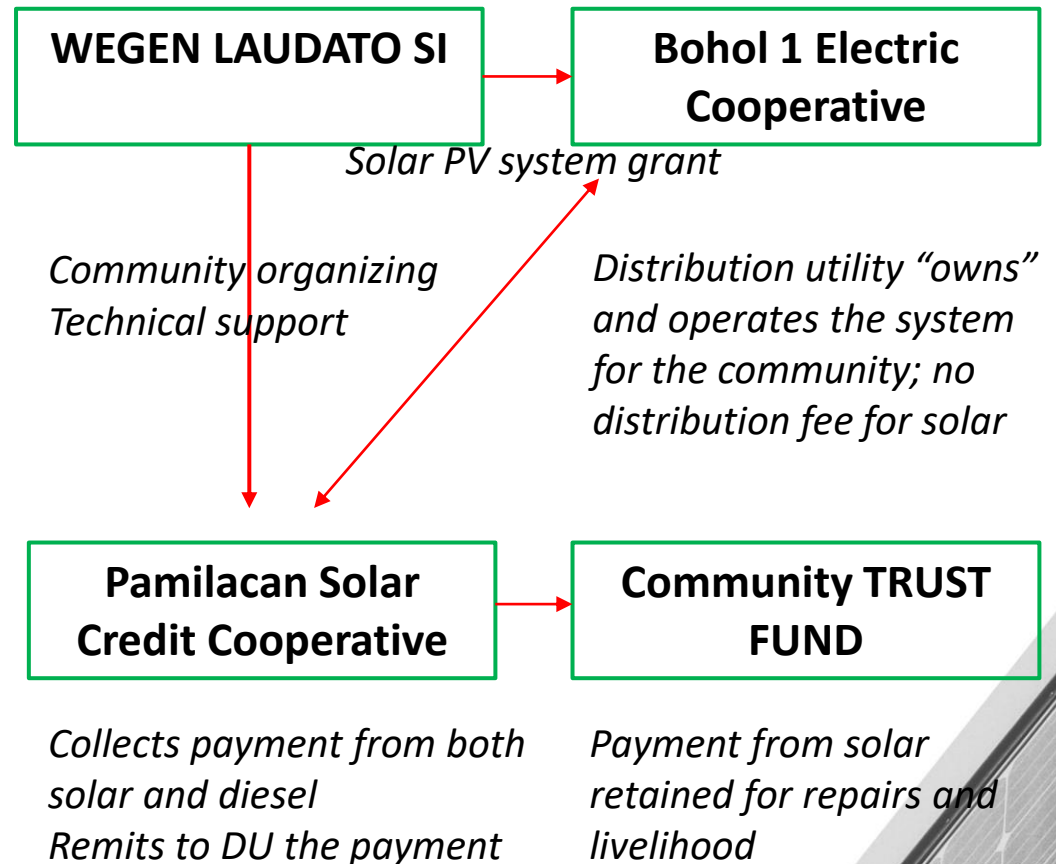 WEGEN LAUDATO SI
Bohol 1 Electric
Cooperative
Solar PV system grant
Community organizing
Technical support
Distribution utility “owns”
and operates the system
for the community; no
distribution fee for solar
Pamilacan Solar
Credit Cooperative
Community TRUST
FUND
Collects payment from both
solar and diesel
Remits to DU the payment
Payment from solar
retained for repairs and
livelihood